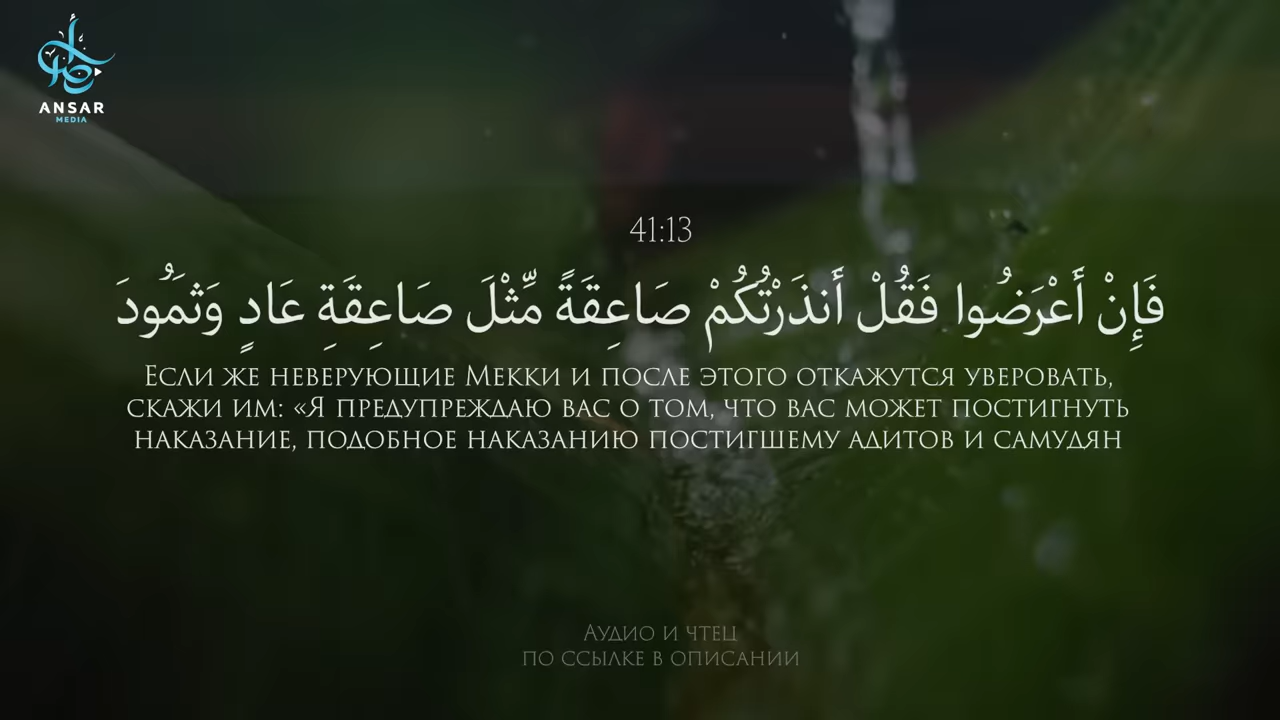 ANSAR
MEDIA
41:13
فَإِنْ أَعْرَضُوا فَقُلْ أَنذَرْتُكُمْ صَاعِقَةً مِّثْلَ صَاعِقَةِ عَادٍ وَثَمُودَ
Если же неверующие Мекки и после этого откажутся уверовать,
скажи им: «Я предупреждаю вас о том, что вас может постигнуть
наказание, подобное наказанию постигшему адитов и самудян
Аудио и чтец
по ссылке в описании